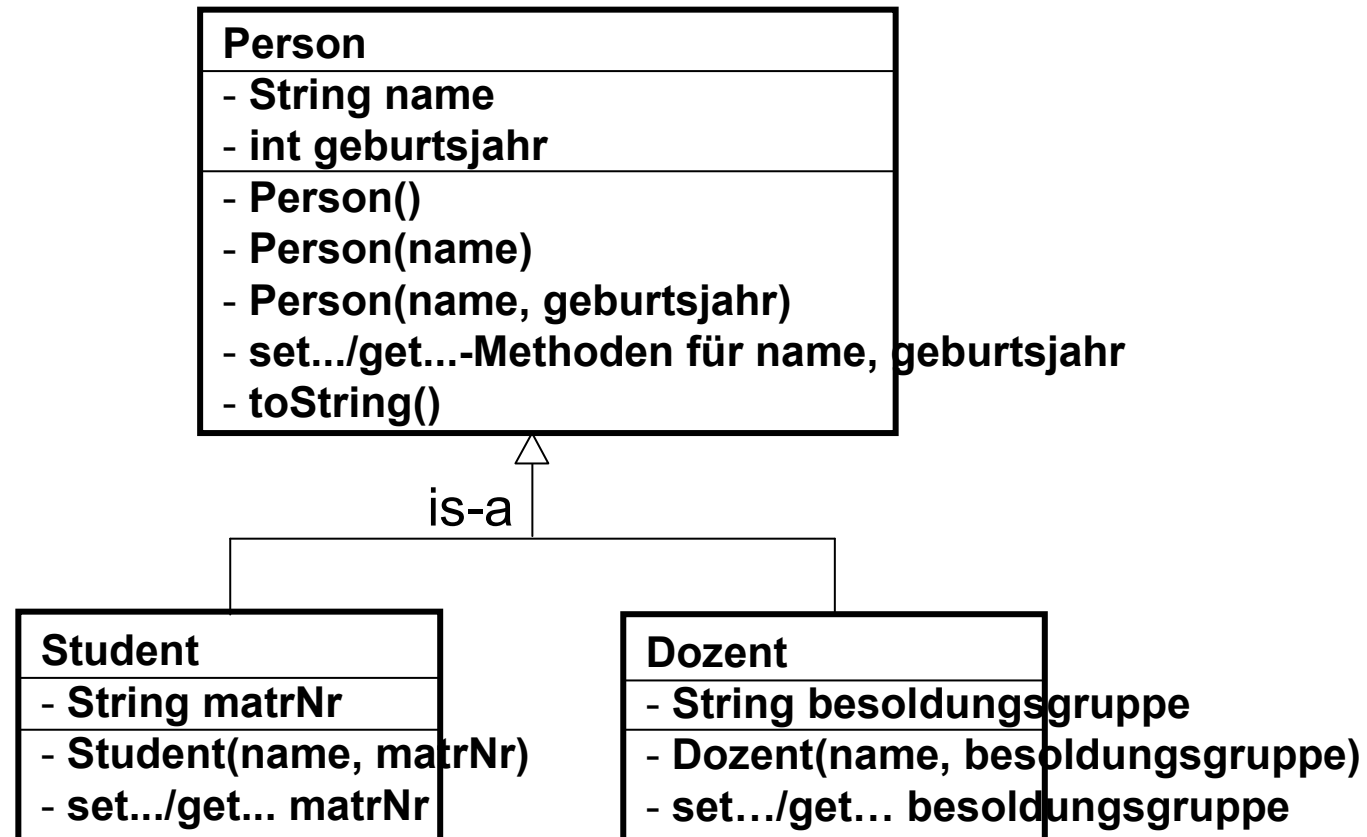 Person
- String name
- int geburtsjahr
- Person()
- Person(name)
- Person(name, geburtsjahr)
- set.../get...-Methoden für name, geburtsjahr
- toString()
is-a
Student
- String matrNr
- Student(name, matrNr)
- set.../get... matrNr
Dozent
- String besoldungsgruppe
- Dozent(name, besoldungsgruppe)
- set…/get… besoldungsgruppe